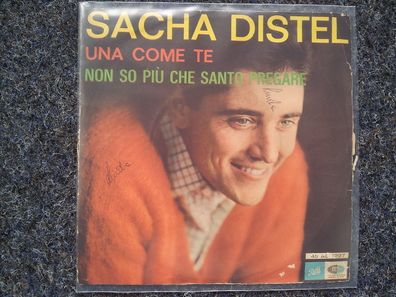 SACHA DISTEL
UNA COME TE
NON SO PIÙ CHE SANTO PREGARE